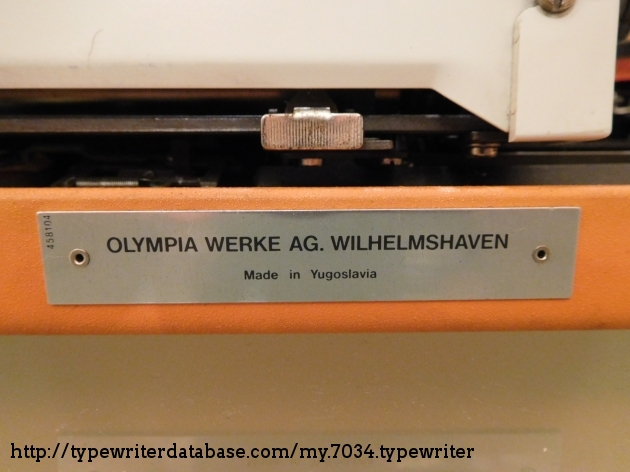 458104
OLYMPIA WERKE AG. WILHELMSHAVEN
Made in Yugoslavia
http://typewriterdatabase.com/my.7034.typewriter